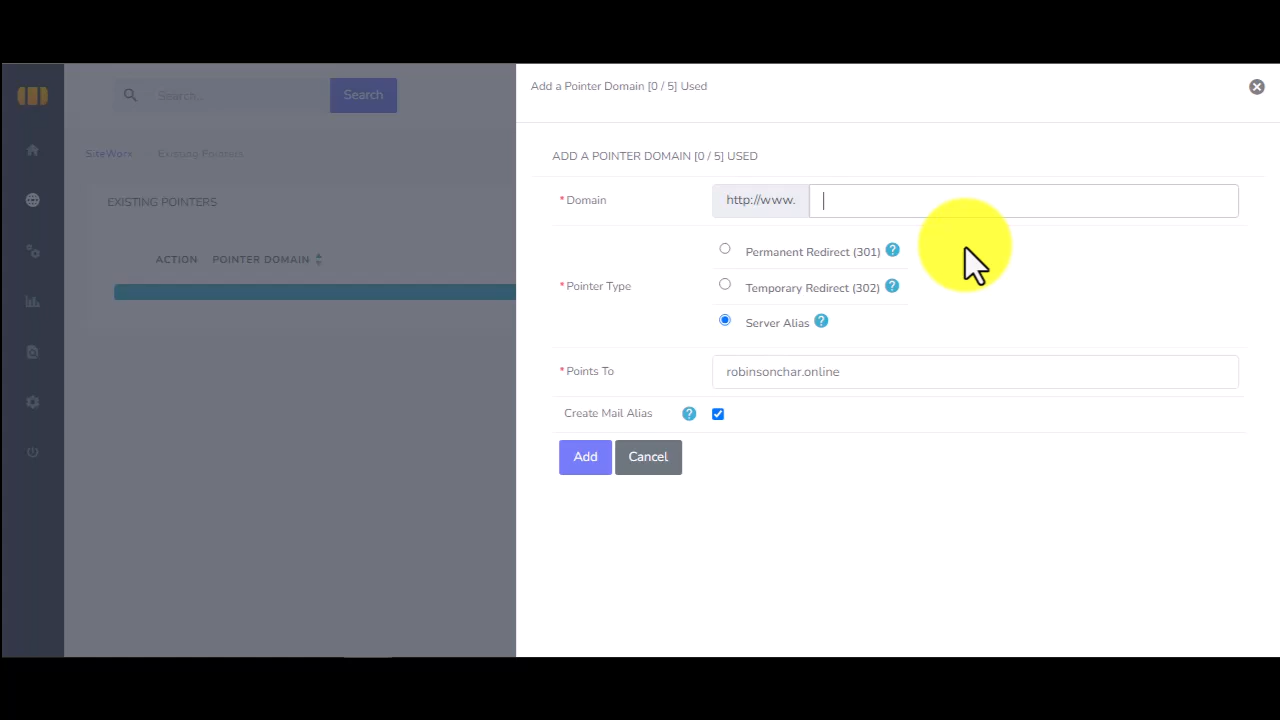 Add a Pointer Domain [0 / 5] Used
Search... Search
SiteWorx Existing Pointers
ADD A POINTER DOMAIN [0 / 5] USED
EXISTING POINTERS
*Domain http://www.
ACTION POINTER DOMAIN
Permanent Redirect (301) ?
*Pointer Type
Temporary Redirect (302) ?
Server Alias ?
*Points To robinsonchar.online
Create Mail Alias ?
Add Cancel